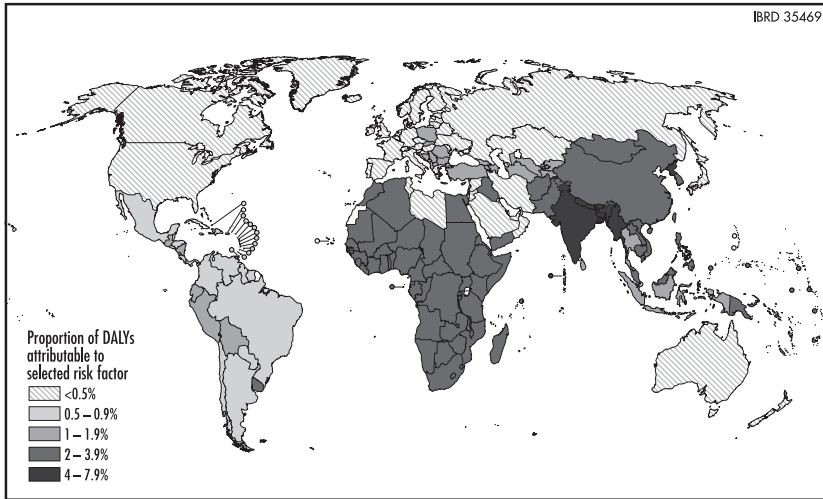 IBRD 35469
Proportion of DALYs
attributable to
selected risk factor
<0.5%
0.5 – 0.9%
1 – 1.9%
2 – 3.9%
4 – 7.9%